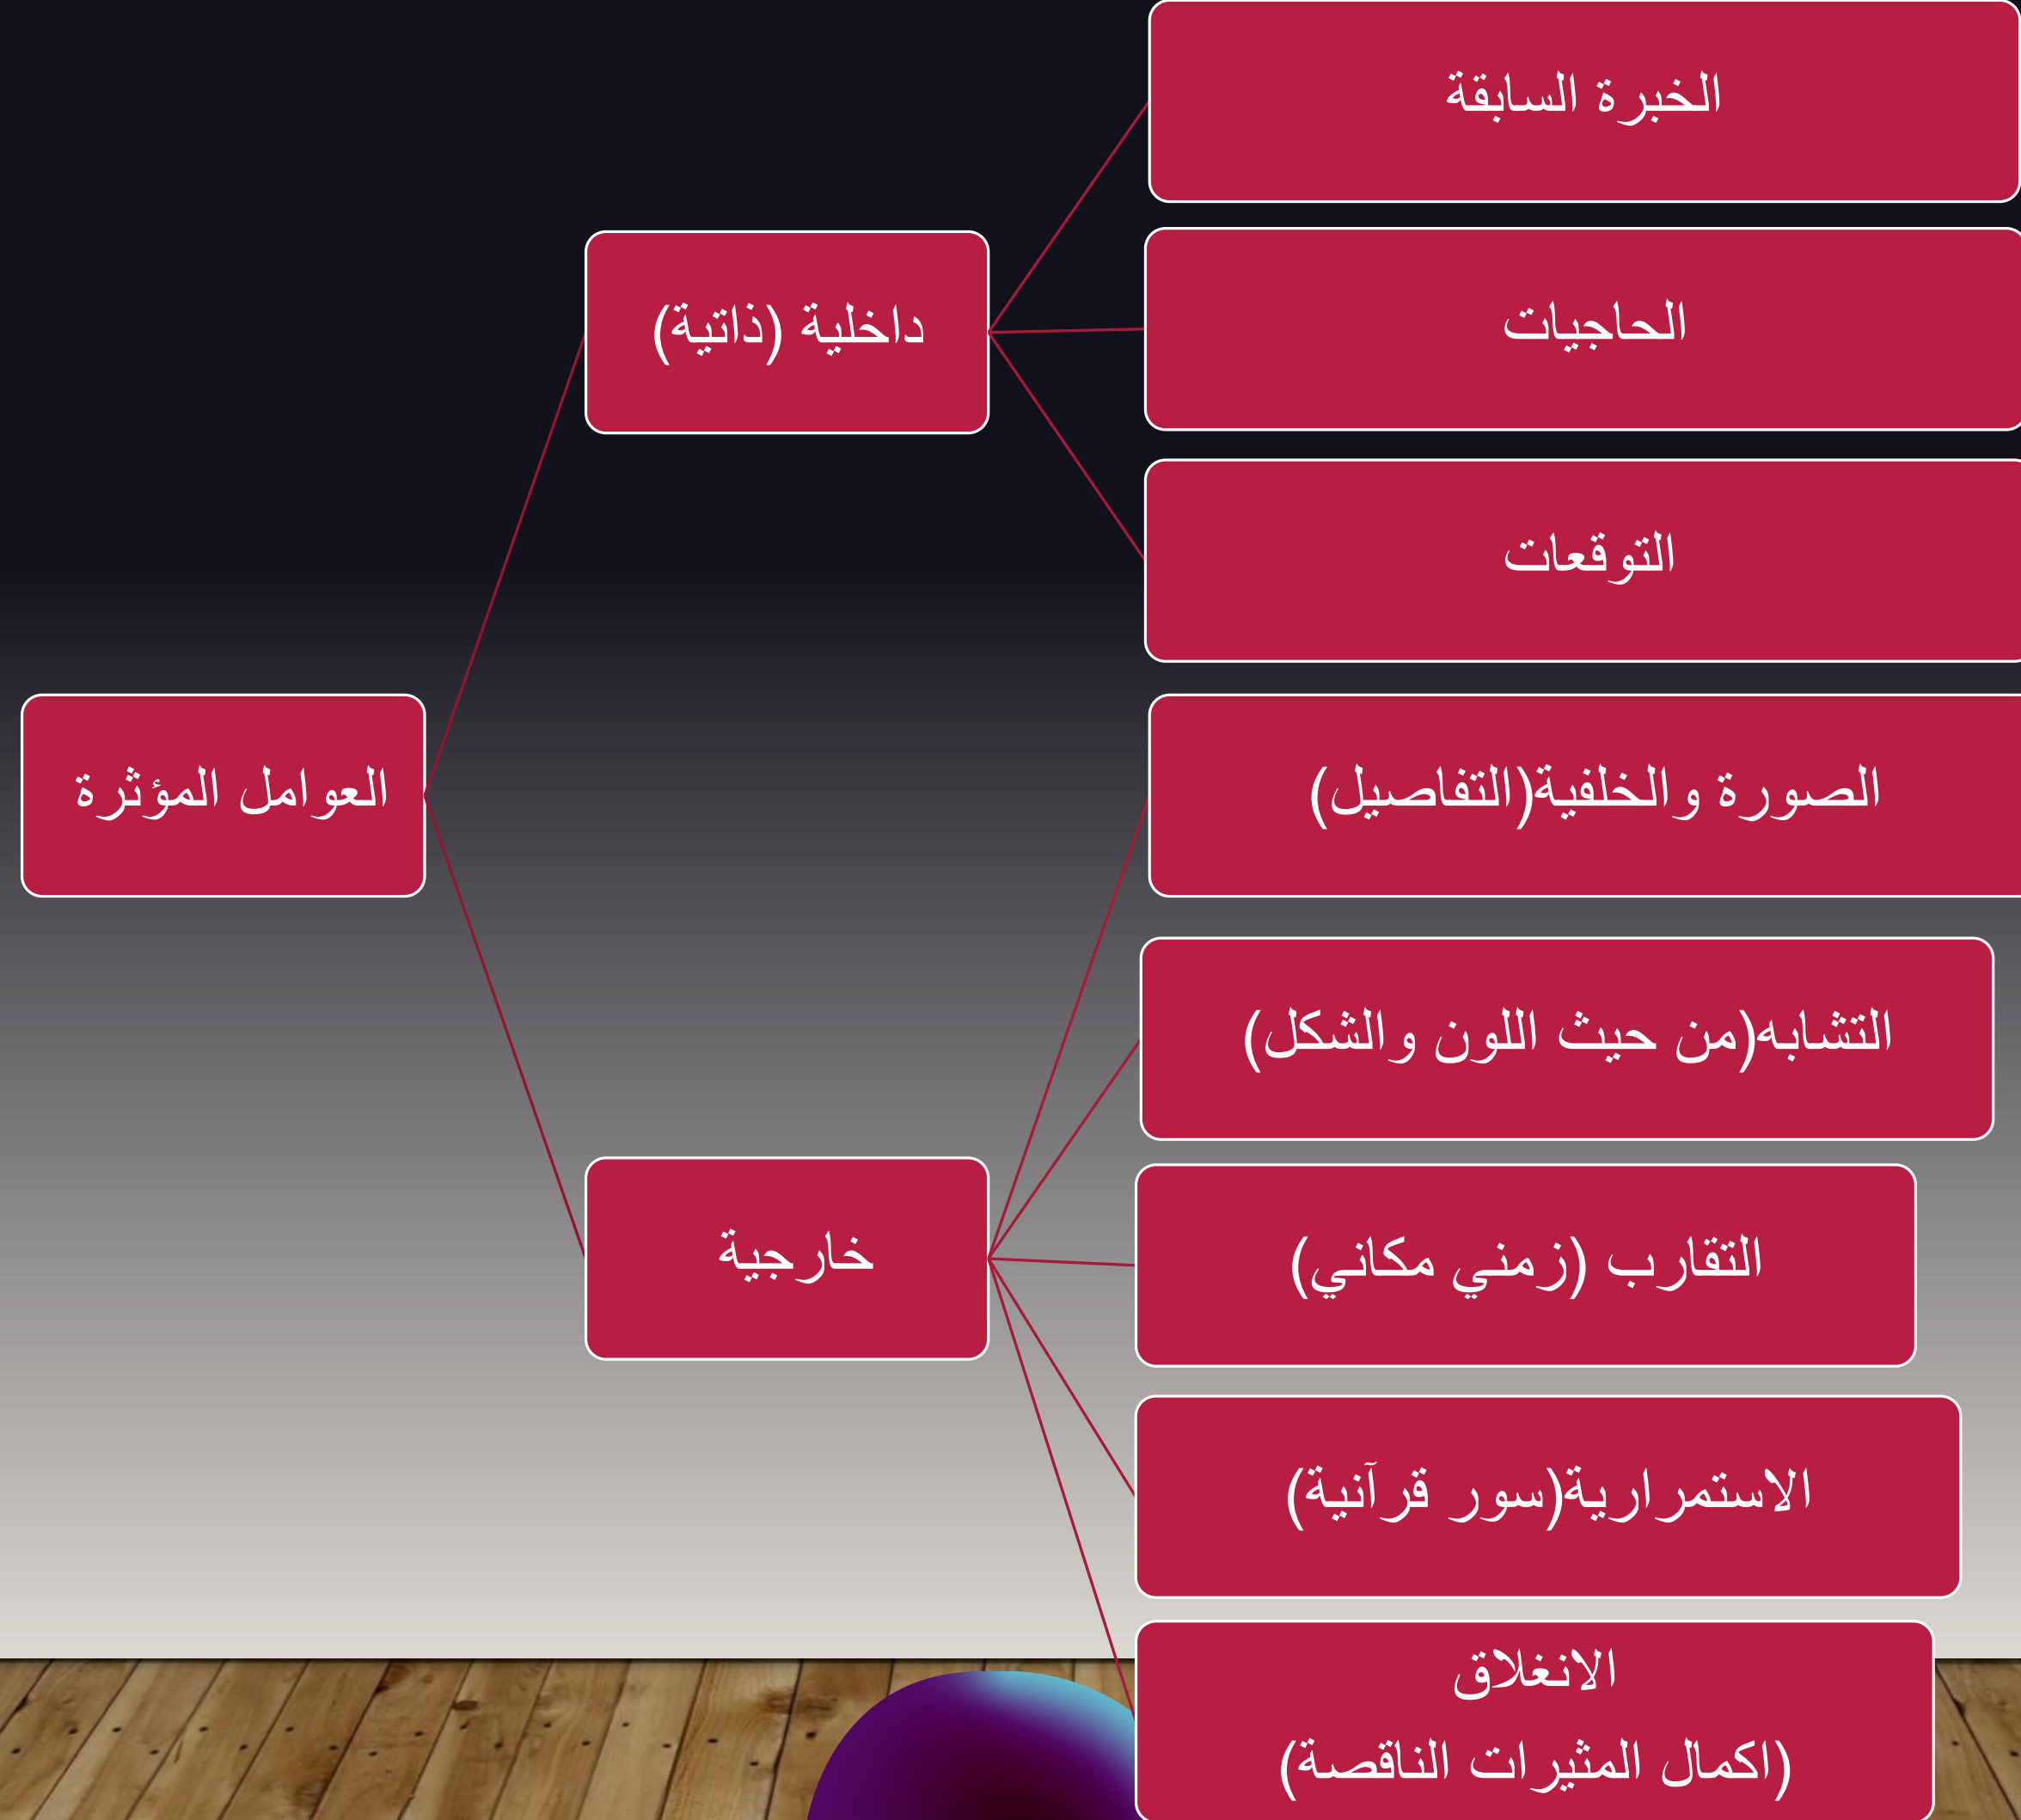 العوامل المؤثرة
داخلية (ذاتية)
الخبرة السابقة
الحاجيات
التوقعات
خارجية
الصورة والخلفية(التفاصيل)
التشابه(من حيث اللون والشكل)
التقارب (زمني مكاني)
الاستمرارية(سور قرآنية)
الانغلاق
(اكمال المثيرات الناقصة)